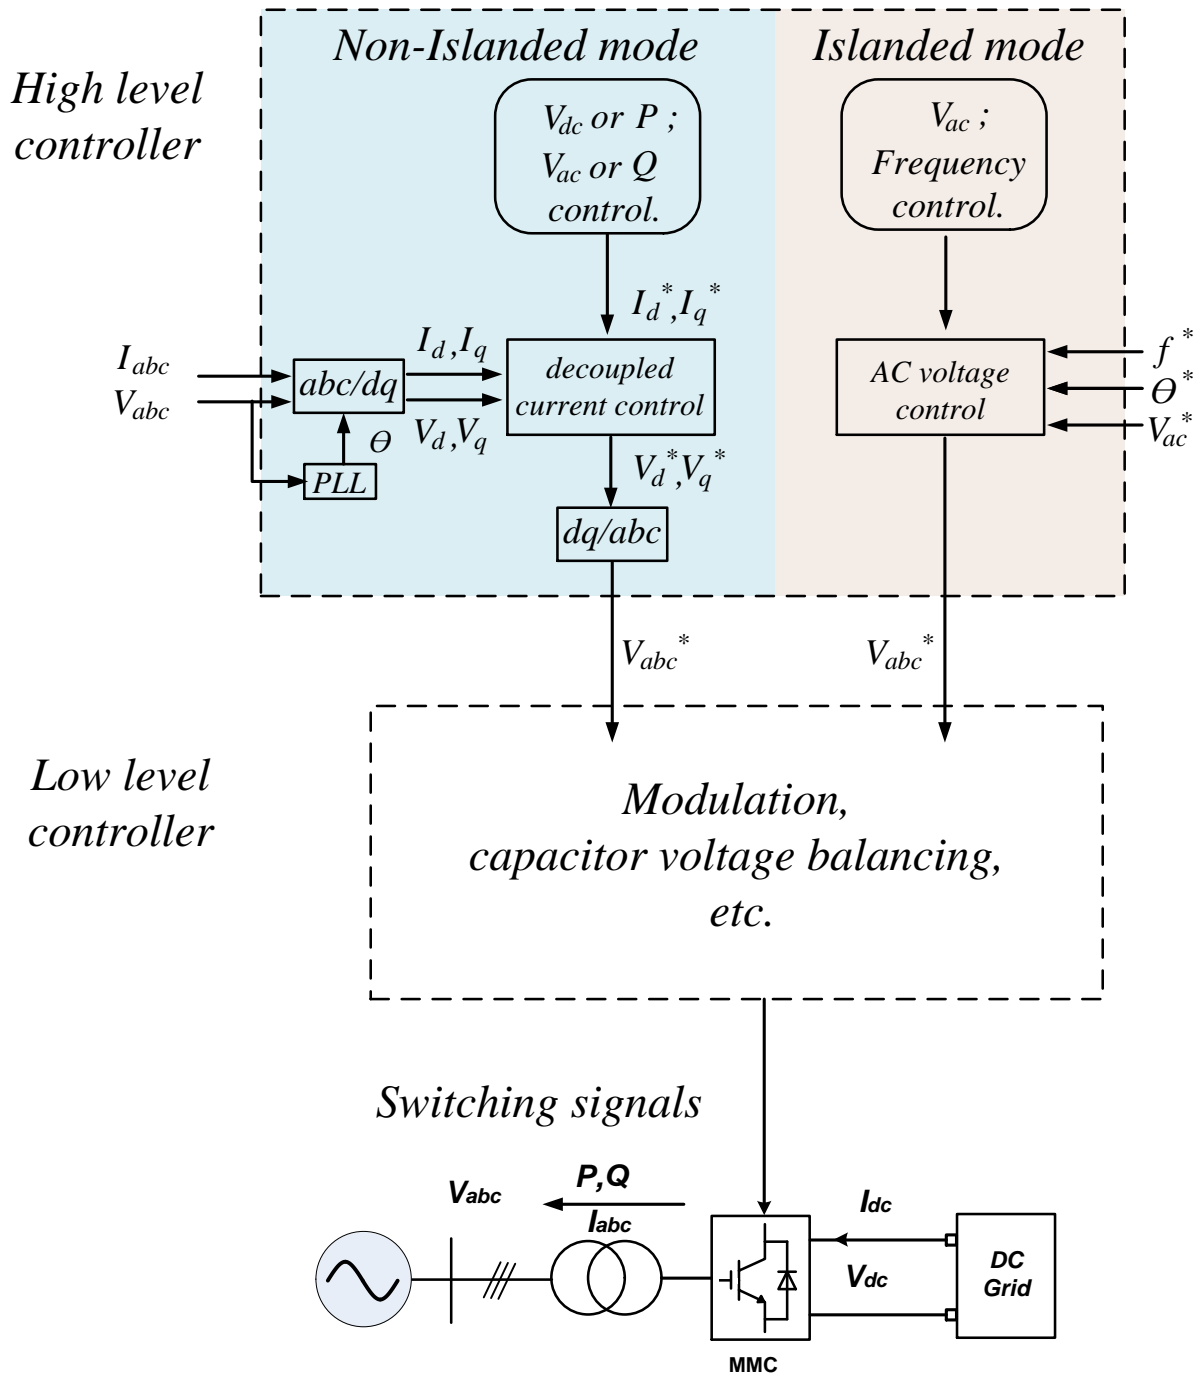 Non-Islanded mode
Islanded mode
High level
controller
Vdc or P ;
Vac or Q
control.
Vac ;
Frequency
control.
Id*,Iq*
Iabc
Vabc
abc/dq
Id ,Iq
Vd ,Vq
decoupled
current control
AC voltage
control
f*
Θ*
Vac*
Θ
PLL
Vd*,Vq*
dq/abc
Vabc*
Vabc*
Low level
controller
Modulation,
capacitor voltage balancing,
etc.
Switching signals
P,Q
Vabc
Iabc
Idc
Vdc
DC
Grid
MMC